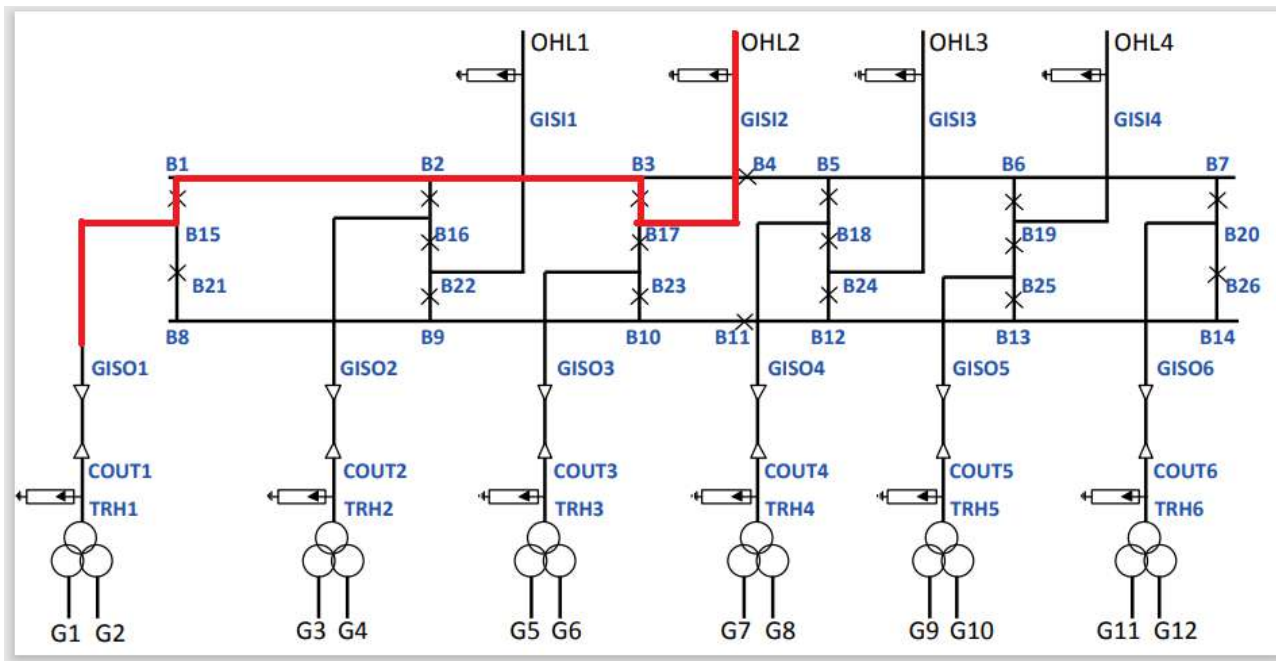 OHL1 OHL2 OHL3 OHL4
GISI1 GISI2 GISI3 GISI4
B1 B2 B3 B4 B5 B6 B7
B15 B16 B17 B18 B19 B20
B21 B22 B23 B24 B25 B26
B8 B9 B10 B11 B12 B13 B14
GISO1 GISO2 GISO3 GISO4 GISO5 GISO6
COUT1 COUT2 COUT3 COUT4 COUT5 COUT6
TRH1 TRH2 TRH3 TRH4 TRH5 TRH6
G1 G2 G3 G4 G5 G6 G7 G8 G9 G10 G11 G12